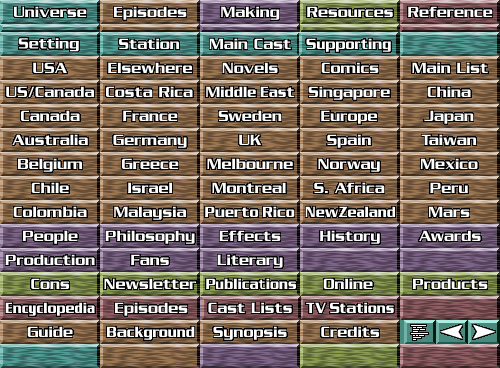 Universe Episodes Making Resources Reference
Setting Station Main Cast Supporting
USA Elsewhere Novels Comics Main List
US/Canada Costa Rica Middle East Singapore China
Canada France Sweden Europe Japan
Australia Germany UK Spain Taiwan
Belgium Greece Melbourne Norway Mexico
Chile Israel Montreal S. Africa Peru
Colombia Malaysia Puerto Rico NewZealand Mars
People Philosophy Effects History Awards
Production Fans Literary
Cons Newsletter Publications Online Products
Encyclopedia Episodes Cast Lists TV Stations
Guide Background Synopsis Credits